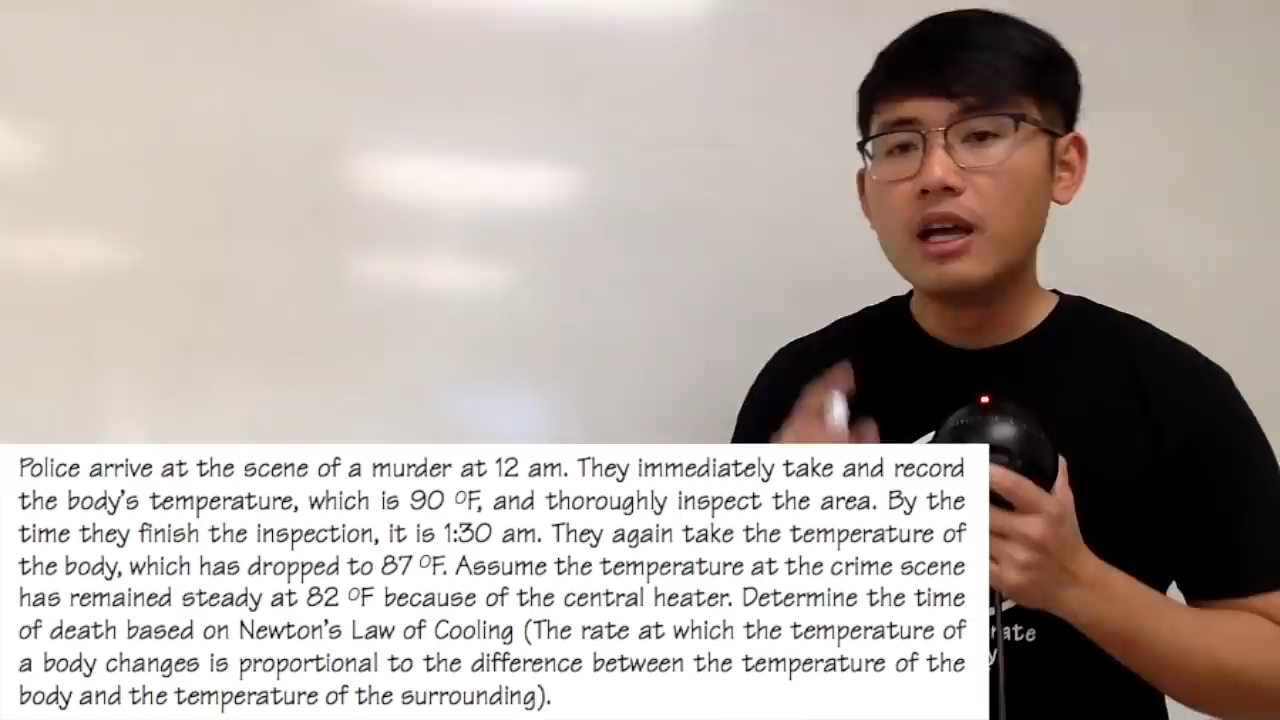 Police arrive at the scene of a murder at 12 am. They immediately take and record
the body's temperature, which is 90 ºF, and thoroughly inspect the area. By the
time they finish the inspection, it is 1:30 am. They again take the temperature of
the body, which has dropped to 87 ºF. Assume the temperature at the crime scene
has remained steady at 82 ºF because of the central heater. Determine the time
of death based on Newton's Law of Cooling (The rate at which the temperature of
a body changes is proportional to the difference between the temperature of the
body and the temperature of the surrounding).